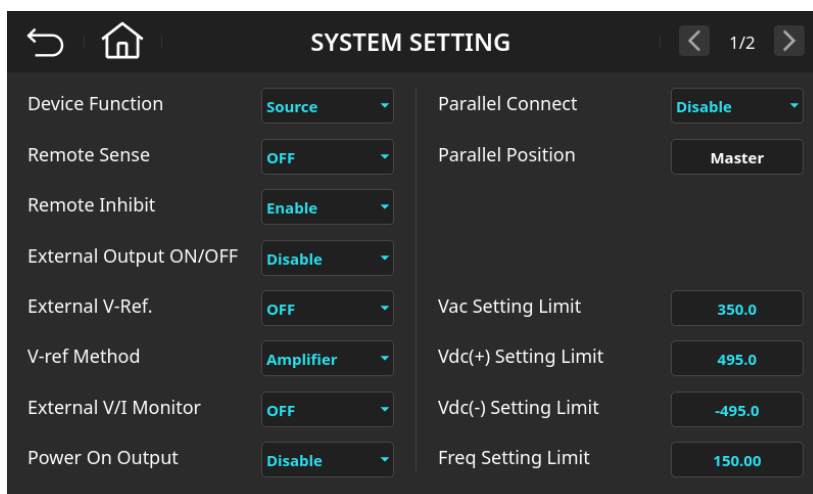 SYSTEM SETTING
1/2
Device Function Source
Remote Sense OFF
Remote Inhibit Enable
External Output ON/OFF Disable
External V-Ref. OFF
V-ref Method Amplifier
External V/I Monitor OFF
Power On Output Disable
Parallel Connect Disable
Parallel Position Master
Vac Setting Limit 350.0
Vdc(+) Setting Limit 495.0
Vdc(-) Setting Limit -495.0
Freq Setting Limit 150.00